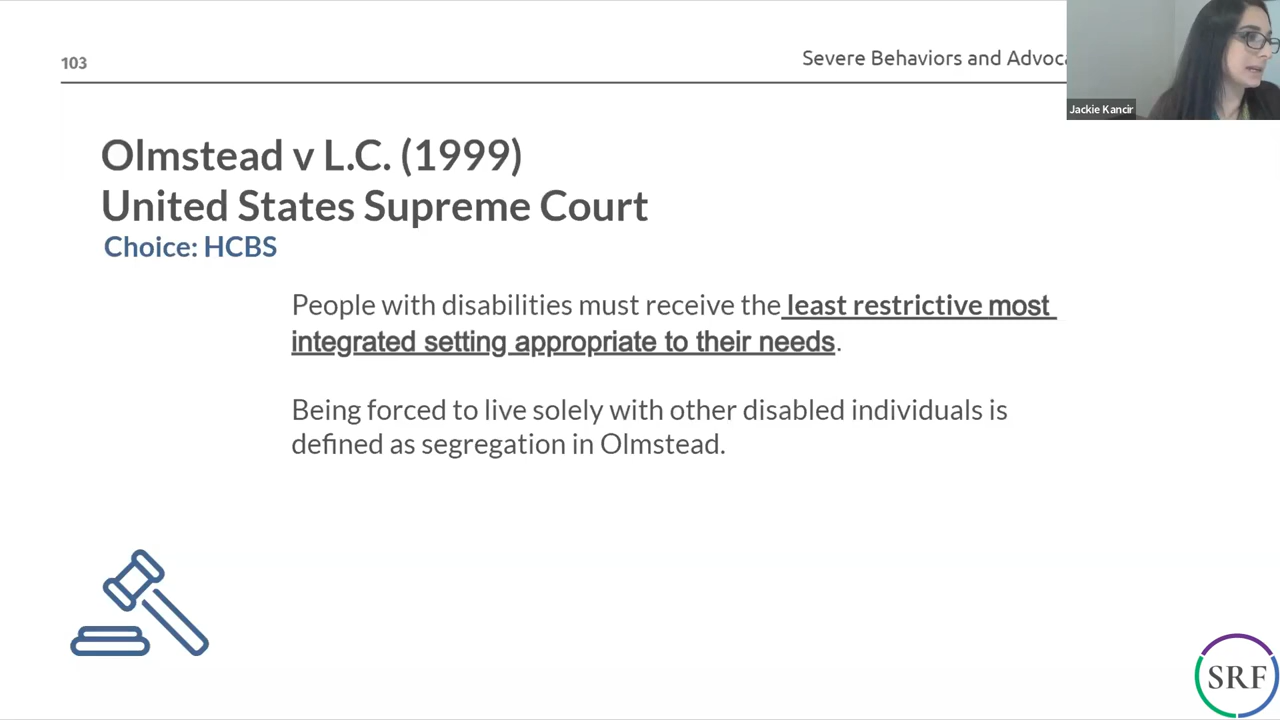 103
Severe Behaviors and Advoca
Jackie Kancir
Olmstead v L.C. (1999)
United States Supreme Court
Choice: HCBS
People with disabilities must receive the least restrictive most
integrated setting appropriate to their needs.
Being forced to live solely with other disabled individuals is
defined as segregation in Olmstead.
SRF